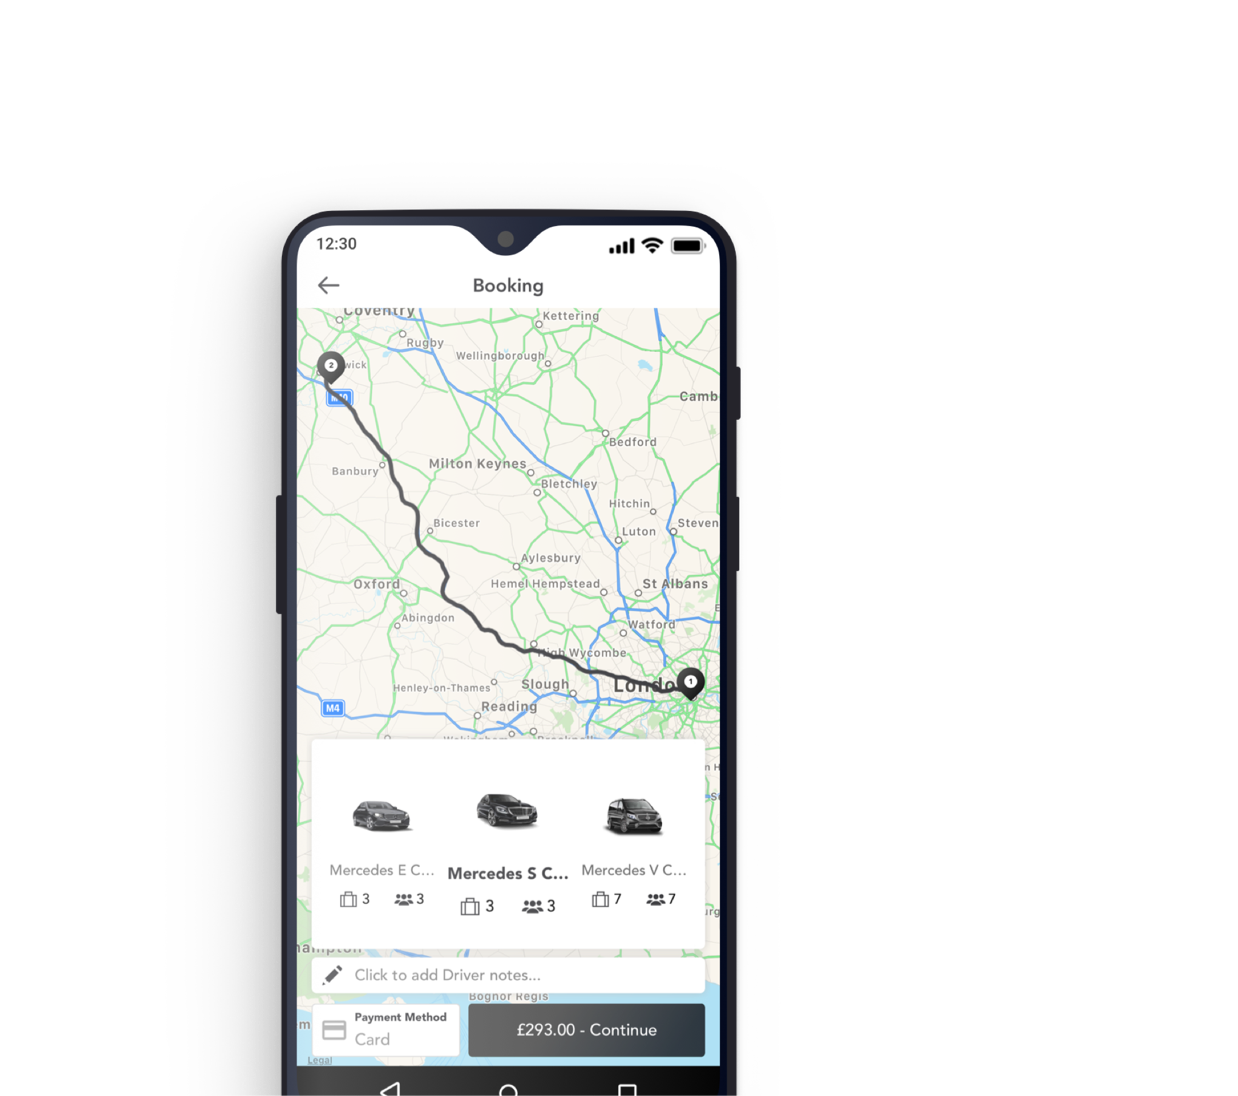 12:30
Booking
Coventry
Kettering
Rugby
Wellingborough
2
wick
Camb
Bedford
Banbury
Milton Keynes
Bletchley
Hitchin
Bicester
Luton
Steven
Aylesbury
Oxford
Hemel Hempstead
St Albans
Abingdon
Watford
High Wycombe
Henley-on-Thames
Slough
Londo
1
M4
Reading
Mercedes E C...
Mercedes S C...
Mercedes V C...
3
3
3
3
7
7
hampton
Click to add Driver notes...
Bognor Regis
Payment Method
Card
£293.00 - Continue
Legal